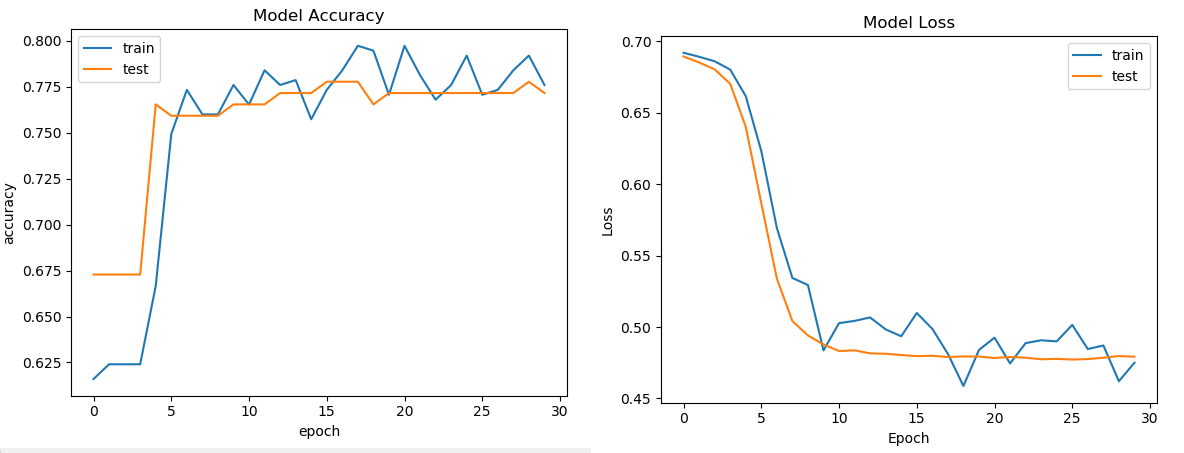 Model Accuracy
0.800
0.775
0.750
0.725
0.700
0.675
0.650
0.625
accuracy
train
test
0 5 10 15 20 25 30
epoch
Model Loss
0.70
0.65
0.60
0.55
0.50
0.45
Loss
train
test
0 5 10 15 20 25 30
Epoch